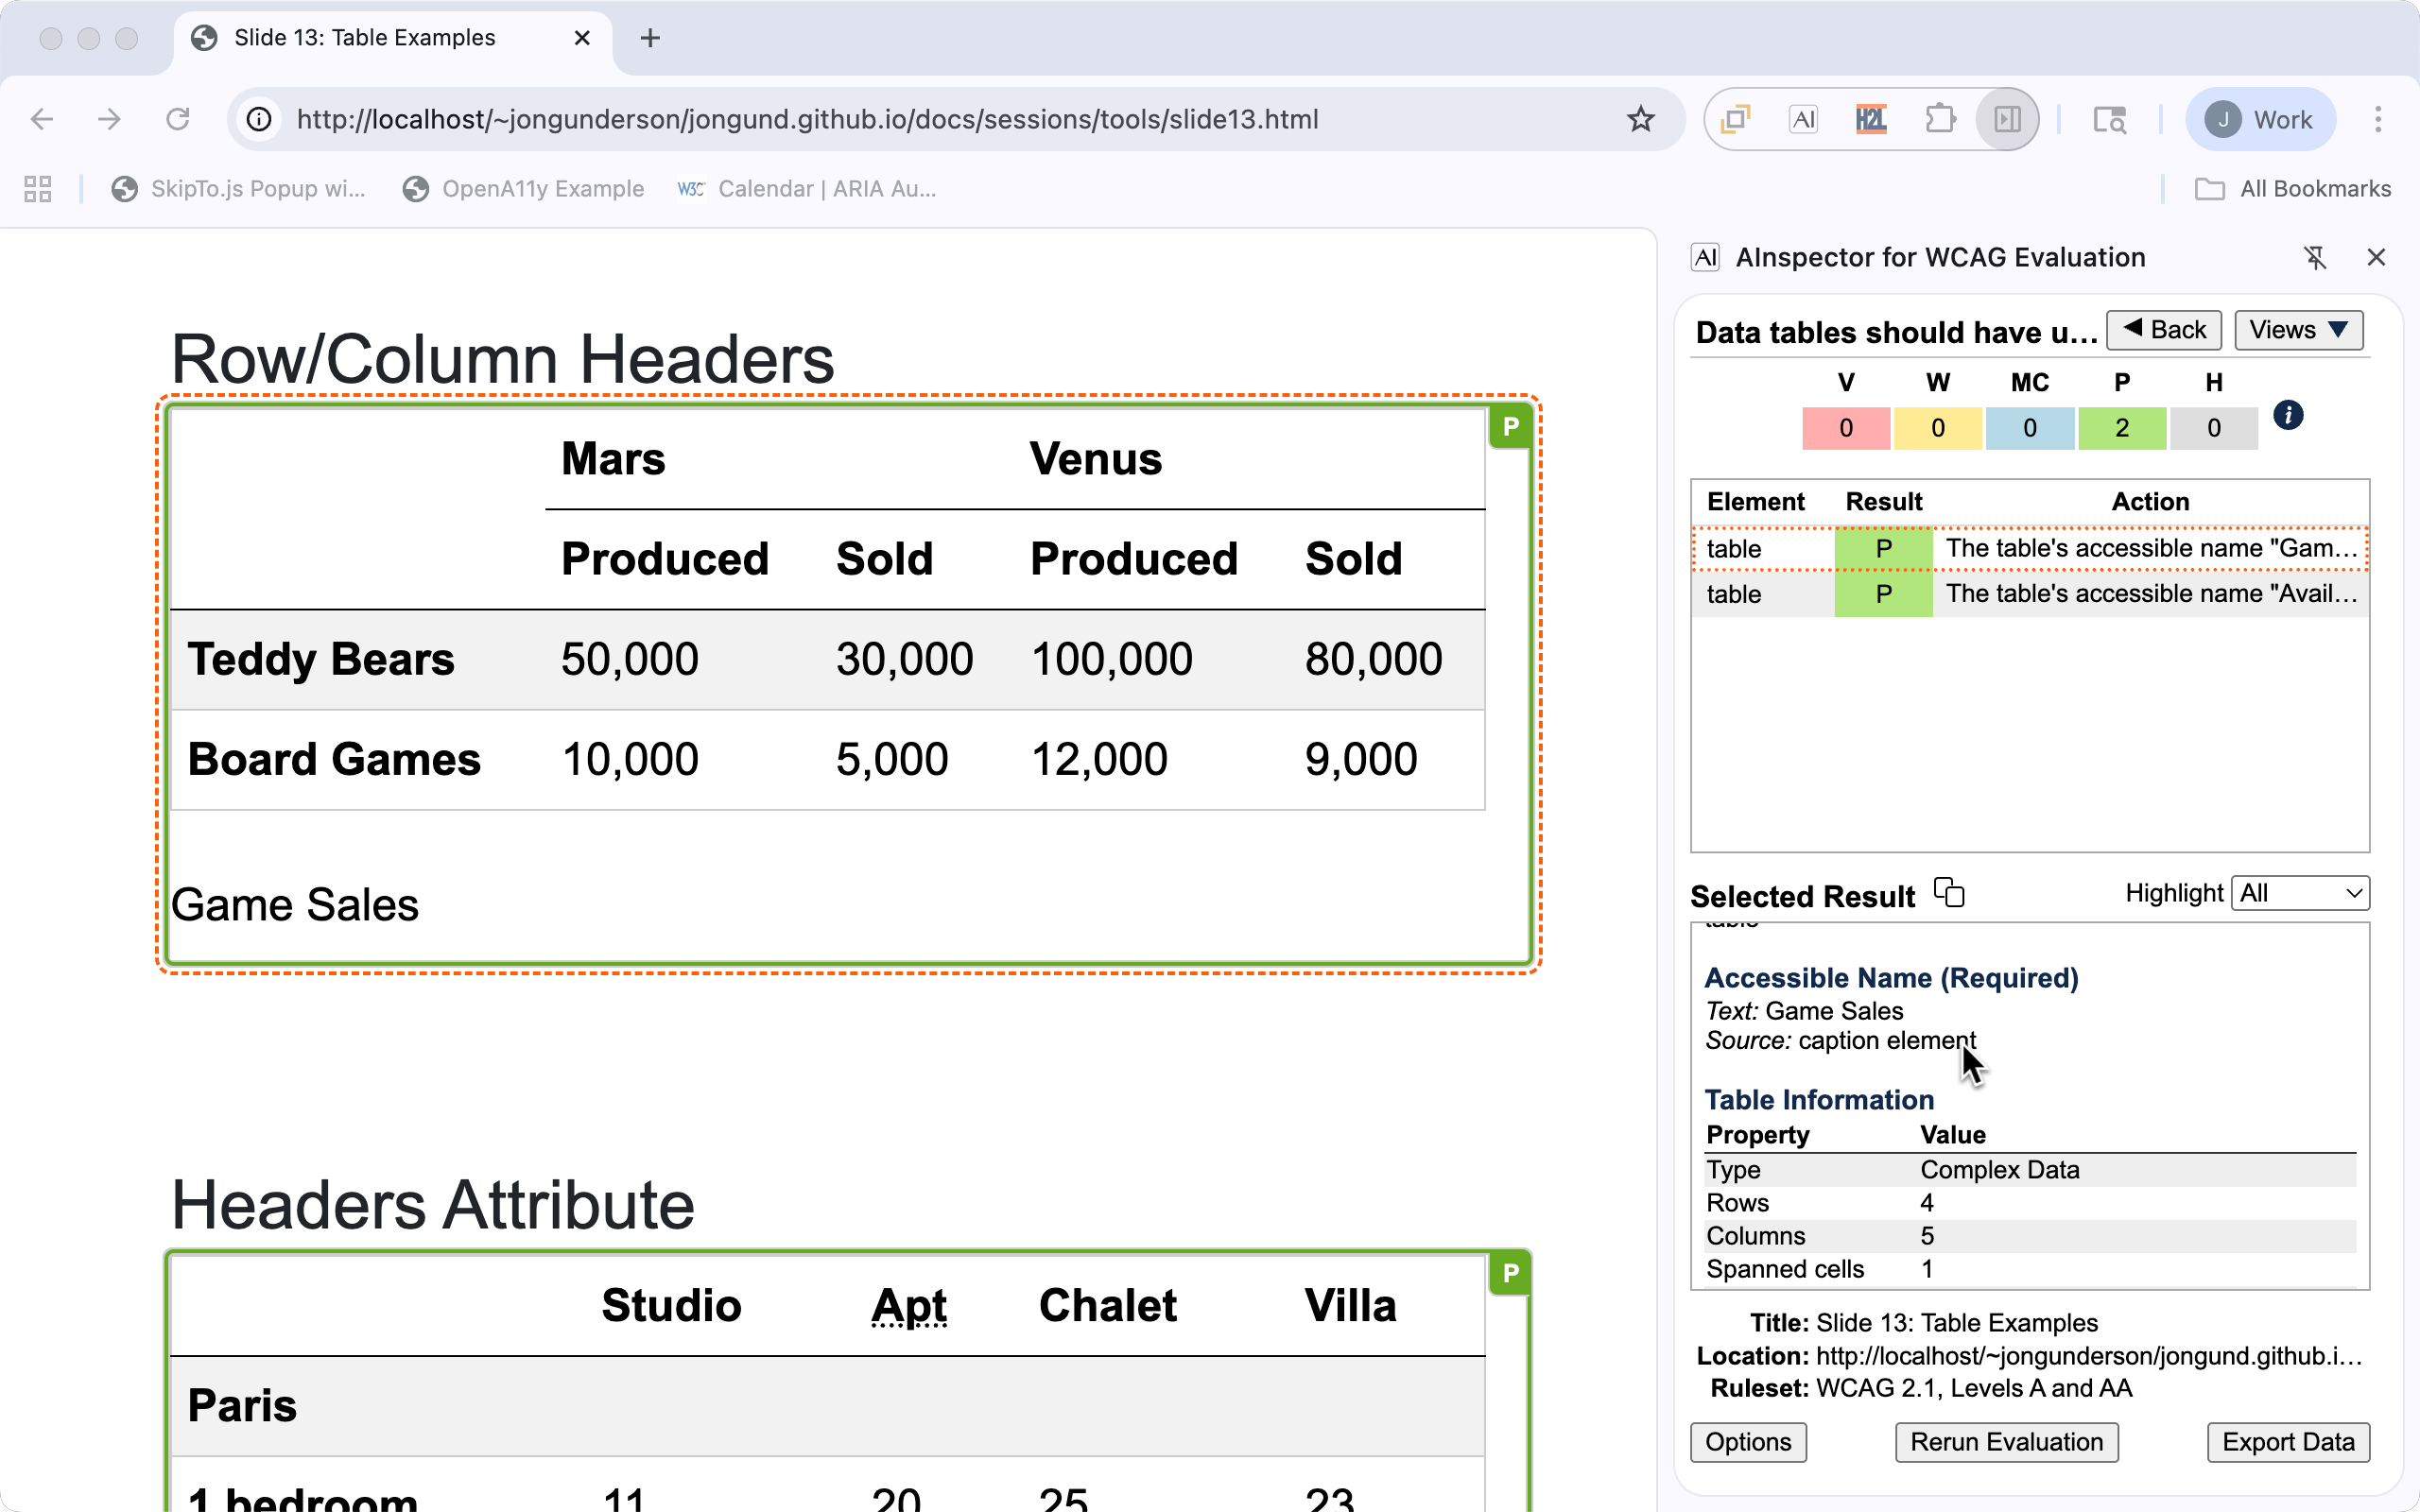 Slide 13: Table Examples
http://localhost/~jongunderson/jongund.github.io/docs/sessions/tools/slide13.html
AI
H2L
J
Work
SkipTo.js Popup wi...
OpenA11y Example
W3C
Calendar | ARIA Au...
All Bookmarks
Row/Column Headers
P
Mars Venus
Produced Sold Produced Sold
Teddy Bears 50,000 30,000 100,000 80,000
Board Games 10,000 5,000 12,000 9,000
Game Sales
Headers Attribute
P
Studio Apt Chalet Villa
Paris
1 bedroom 11 20 25 23
AI AInspector for WCAG Evaluation
Data tables should have u... Back Views
V W MC P H
0 0 0 2 0
i
Element Result Action
table P The table's accessible name "Gam...
table P The table's accessible name "Avail...
Selected Result Highlight All
table
Accessible Name (Required)
Text: Game Sales
Source: caption element
Table Information
Property Value
Type Complex Data
Rows 4
Columns 5
Spanned cells 1
Title: Slide 13: Table Examples
Location: http://localhost/~jongunderson/jongund.github.i...
Ruleset: WCAG 2.1, Levels A and AA
Options Rerun Evaluation Export Data